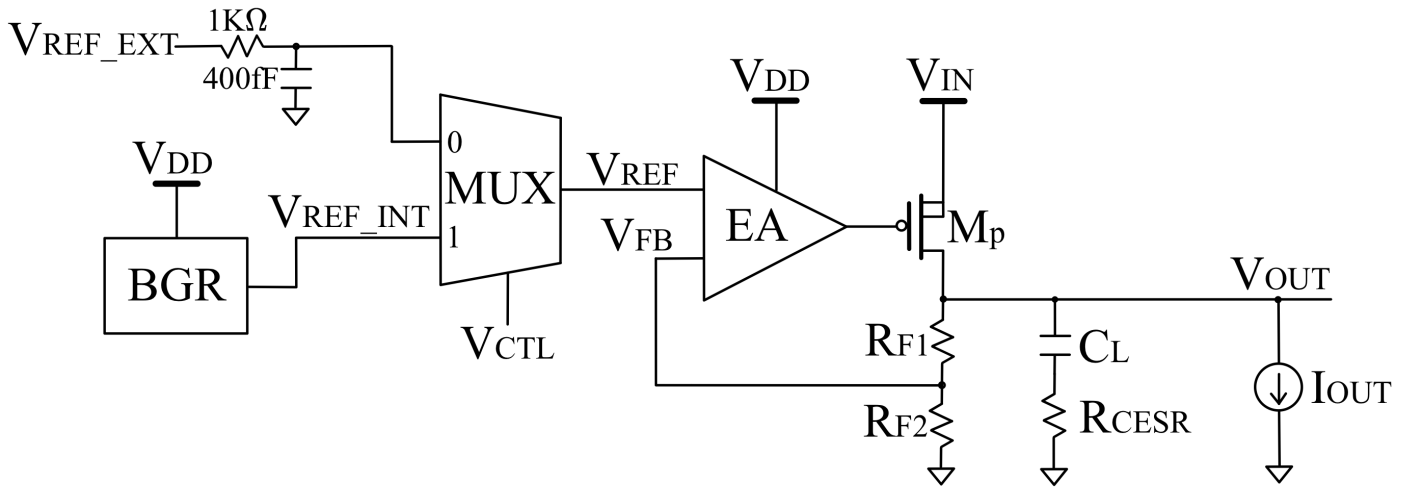 1KΩ
VREF_EXT
400fF
VDD
VIN
0
VDD
MUX
VREF
VREF_INT
EA
Mp
1
VFB
BGR
VOUT
VCTL
RF1
CL
IOUT
RF2
RCESR